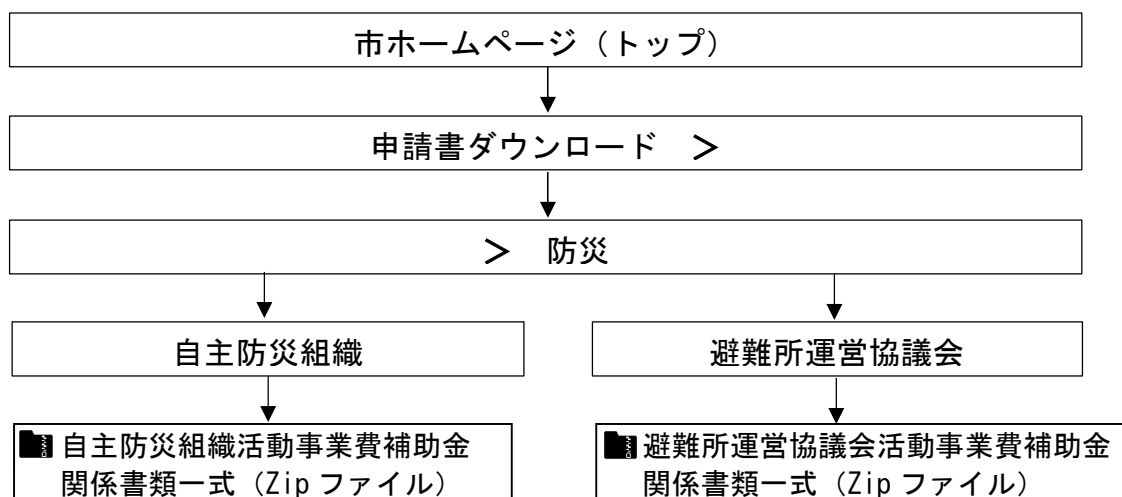 市ホームページ（トップ）
申請書ダウンロード　＞
＞　防災
自主防災組織
避難所運営協議会
自主防災組織活動事業費補助金
関係書類一式（Zip ファイル）
避難所運営協議会活動事業費補助金
関係書類一式（Zip ファイル）